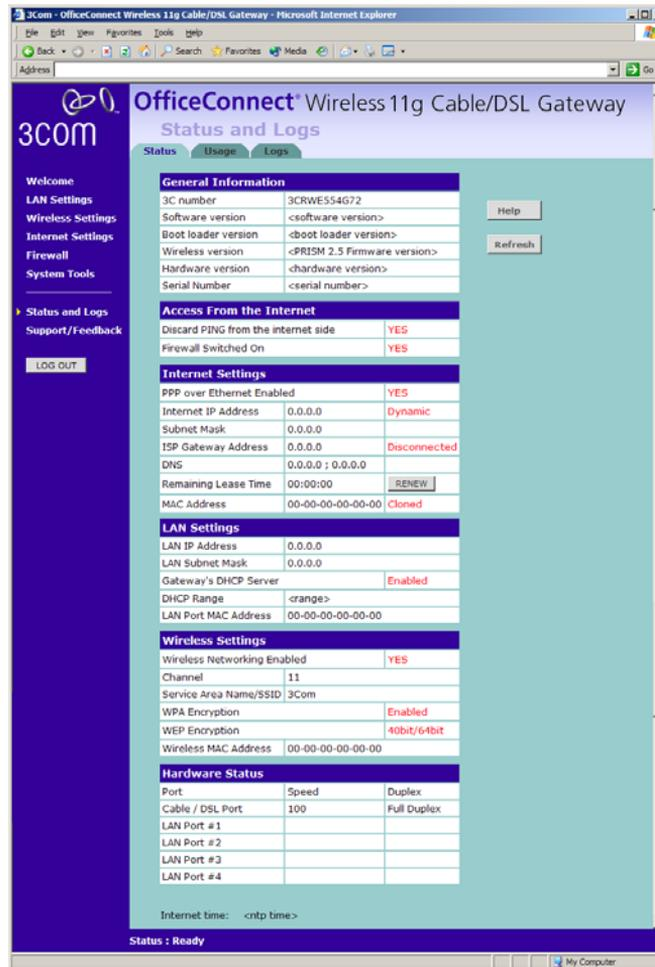 3Com - OfficeConnect Wireless 11g Cable/DSL Gateway - Microsoft Internet Explorer
File Edit View Favorites Tools Help
Back Search Favorites Media
Address Go
3COM
OfficeConnect® Wireless 11g Cable/DSL Gateway
Status and Logs
Status Usage Logs
Welcome
LAN Settings
Wireless Settings
Internet Settings
Firewall
System Tools
Status and Logs
Support/Feedback
LOG OUT
General Information
3C number 3CRWE554G72
Software version <software version>
Boot loader version <boot loader version>
Wireless version <PRISM 2.5 Firmware version>
Hardware version <hardware version>
Serial Number <serial number>
Help
Refresh
Access From the Internet
Discard PING from the internet side YES
Firewall Switched On YES
Internet Settings
PPP over Ethernet Enabled YES
Internet IP Address 0.0.0.0 Dynamic
Subnet Mask 0.0.0.0
ISP Gateway Address 0.0.0.0 Disconnected
DNS 0.0.0.0 ; 0.0.0.0
Remaining Lease Time 00:00:00 RENEW
MAC Address 00-00-00-00-00-00 Cloned
LAN Settings
LAN IP Address 0.0.0.0
LAN Subnet Mask 0.0.0.0
Gateway's DHCP Server Enabled
DHCP Range <range>
LAN Port MAC Address 00-00-00-00-00-00
Wireless Settings
Wireless Networking Enabled YES
Channel 11
Service Area Name/SSID 3Com
WPA Encryption Enabled
WEP Encryption 40bit/64bit
Wireless MAC Address 00-00-00-00-00-00
Hardware Status
Port Speed Duplex
Cable / DSL Port 100 Full Duplex
LAN Port #1
LAN Port #2
LAN Port #3
LAN Port #4
Internet time: <ntp time>
Status : Ready
My Computer